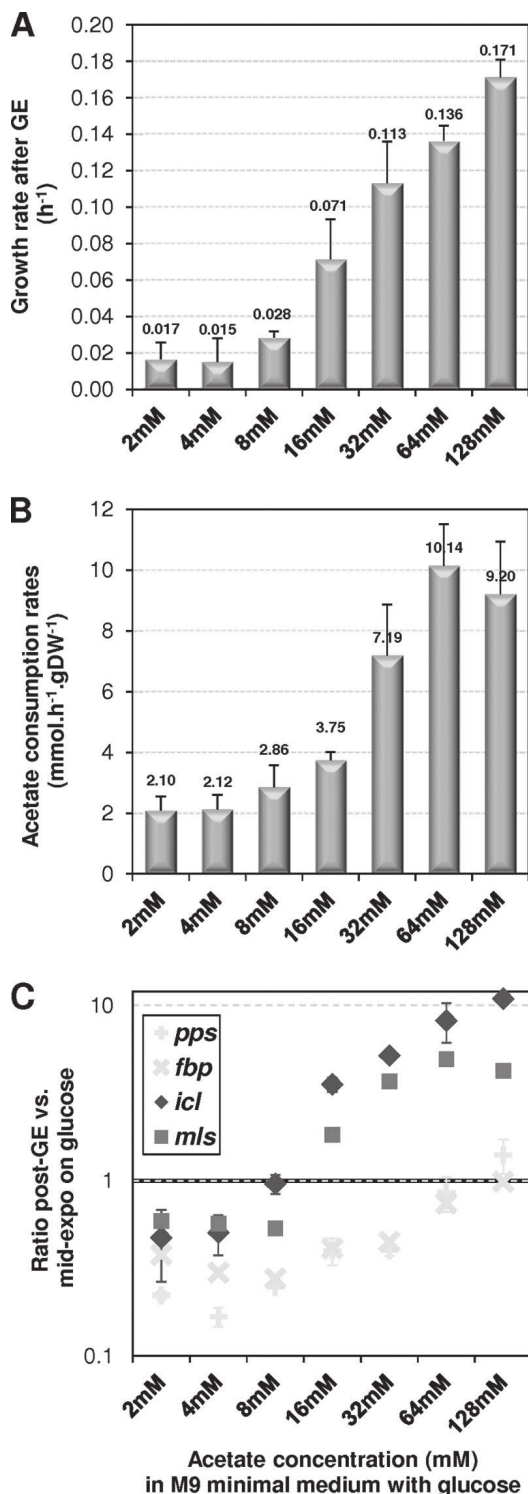 A
Growth rate after GE
(h-1)
0.20
0.18
0.16
0.14
0.12
0.10
0.08
0.06
0.04
0.02
0.00
0.017
0.015
0.028
0.071
0.113
0.136
0.171
2mM
4mM
8mM
16mM
32mM
64mM
128mM
B
Acetate consumption rates
(mmol.h-1.gDW-1)
12
10
8
6
4
2
0
2.10
2.12
2.86
3.75
7.19
10.14
9.20
2mM
4mM
8mM
16mM
32mM
64mM
128mM
C
Ratio post-GE vs.
mid-expo on glucose
10
1
0.1
pps
fbp
icl
mls
2mM
4mM
8mM
16mM
32mM
64mM
128mM
Acetate concentration (mM)
in M9 minimal medium with glucose